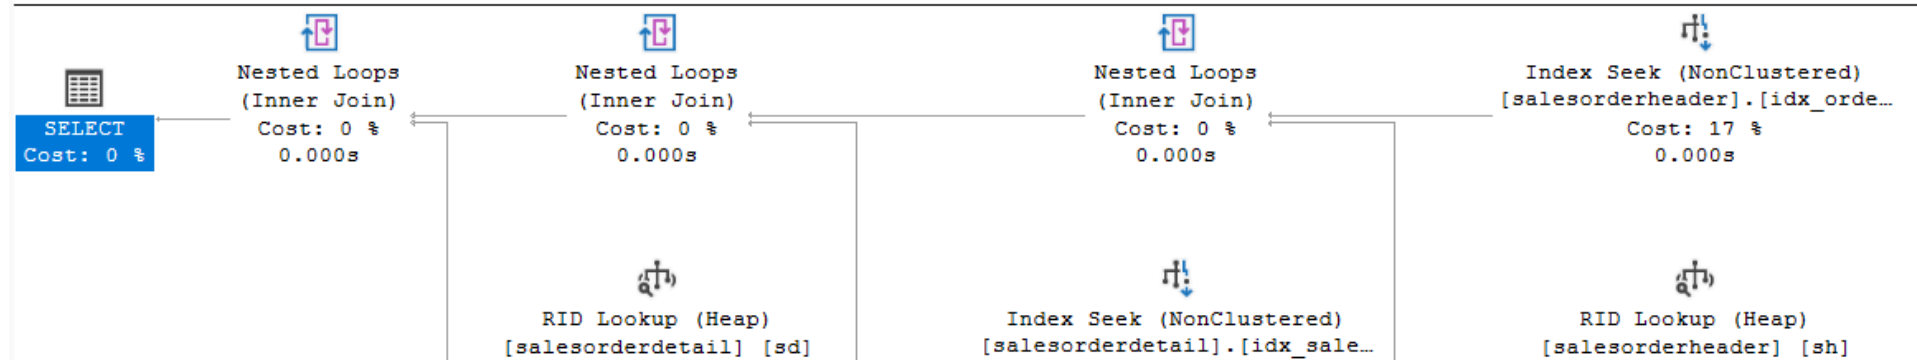 SELECT
Cost: 0 %
Nested Loops
(Inner Join)
Cost: 0 %
0.000s
Nested Loops
(Inner Join)
Cost: 0 %
0.000s
Nested Loops
(Inner Join)
Cost: 0 %
0.000s
Index Seek (NonClustered)
[salesorderheader].[idx_orde…
Cost: 17 %
0.000s
RID Lookup (Heap)
[salesorderdetail] [sd]
Index Seek (NonClustered)
[salesorderdetail].[idx_sale…
RID Lookup (Heap)
[salesorderheader] [sh]